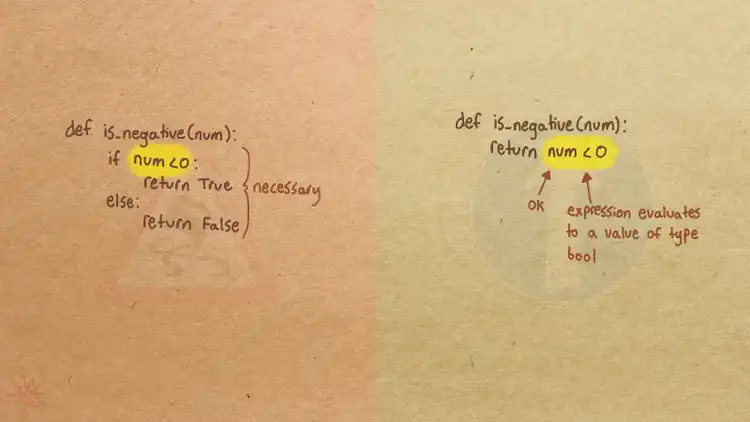 def is_negative(num):
if num<0:
return True
else:
return False
necessary
def is_negative(num):
return num < 0
OK
expression evaluates
to a value of type
bool